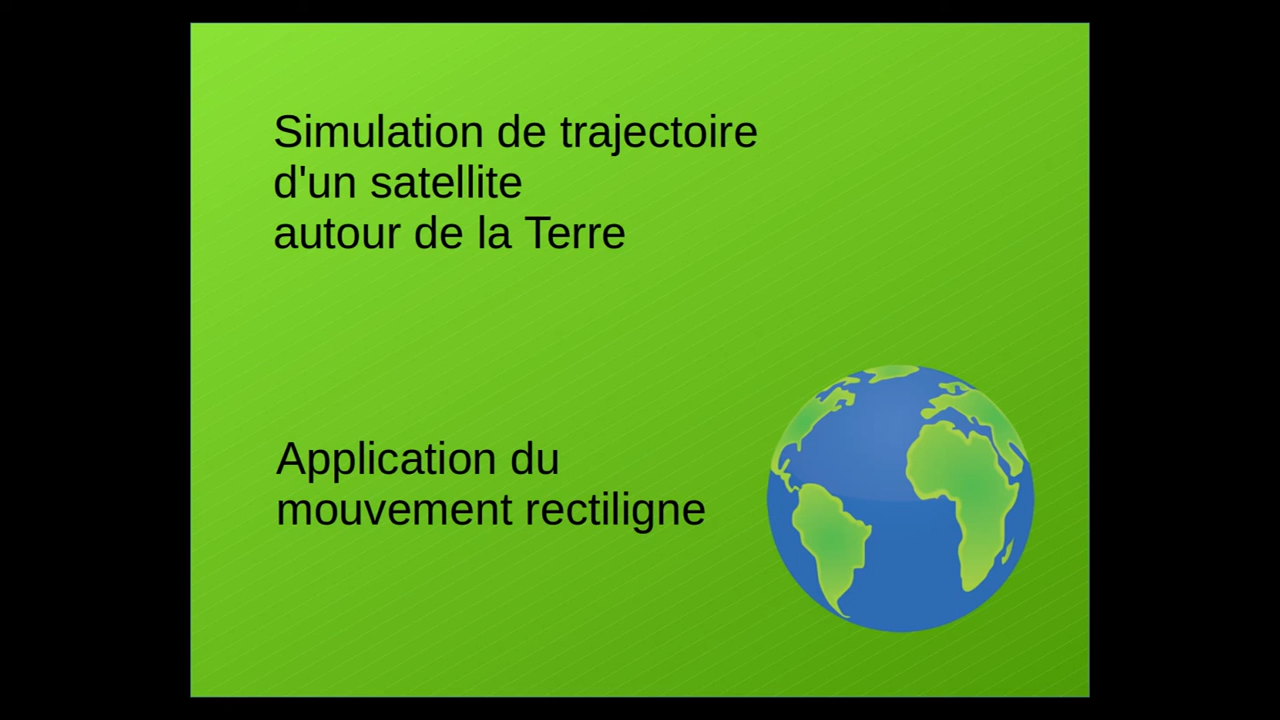 Simulation de trajectoire
d'un satellite
autour de la Terre
Application du
mouvement rectiligne